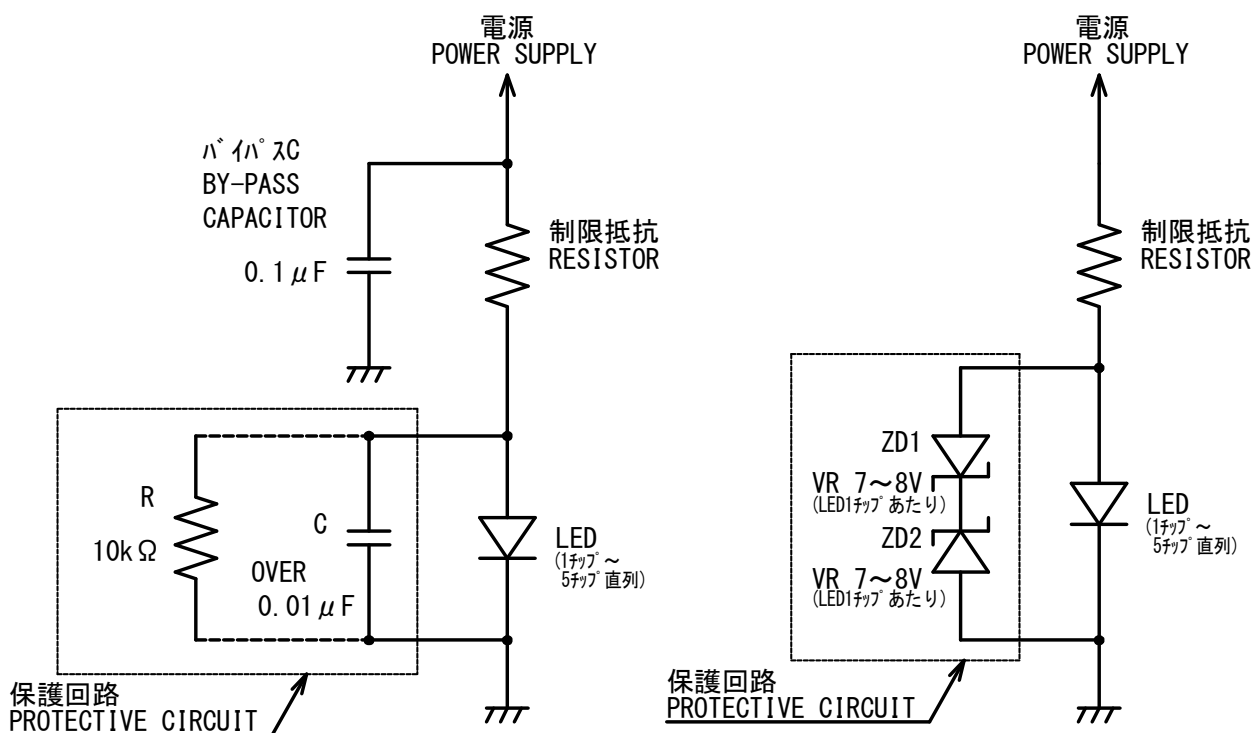 電源
POWER SUPPLY
バイパスC
BY-PASS
CAPACITOR
0.1μF
制限抵抗
RESISTOR
R
10kΩ
C
OVER
0.01μF
LED
(1チップ~
5チップ直列)
保護回路
PROTECTIVE CIRCUIT
電源
POWER SUPPLY
制限抵抗
RESISTOR
ZD1
VR 7~8V
(LED1チップあたり)
ZD2
VR 7~8V
(LED1チップあたり)
LED
(1チップ~
5チップ直列)
保護回路
PROTECTIVE CIRCUIT